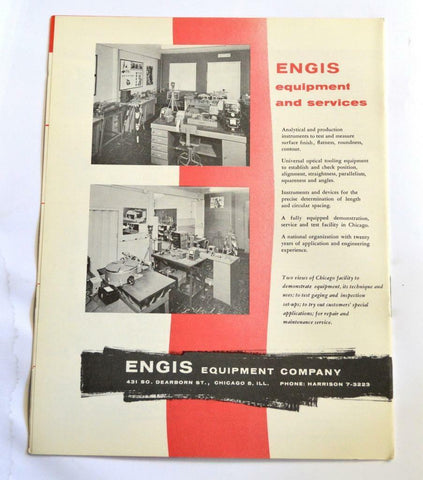 ENGIS
equipment
and services
Analytical and production
instruments to test and measure
surface finish, flatness, roundness,
contour.
Universal optical tooling equipment
to establish and check position,
alignment, straightness, parallelism,
squareness and angles.
Instruments and devices for the
precise determination of length
and circular spacing.
A fully equipped demonstration,
service and test facility in Chicago.
A national organization with twenty
years of application and engineering
experience.
Two views of Chicago facility to
demonstrate equipment, its technique and
uses; to test gaging and inspection
set-ups; to try out customers' special
applications; for repair and
maintenance service.
ENGIS EQUIPMENT COMPANY
431 SO. DEARBORN ST., CHICAGO 5, ILL. PHONE: HARRISON 7-3223